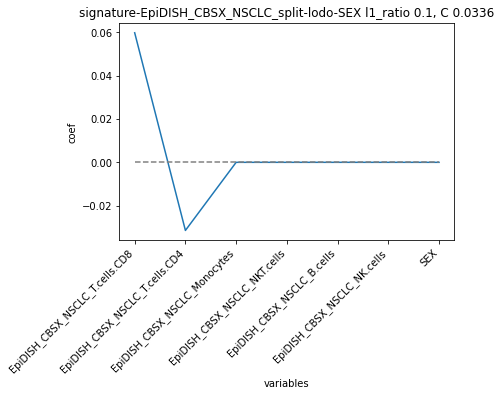 signature-EpiDISH_CBSX_NSCLC_split-lodo-SEX l1_ratio 0.1, C 0.0336
0.06
0.04
0.02
0.00
−0.02
coef
EpiDISH_CBSX_NSCLC_T.cells.CD8
EpiDISH_CBSX_NSCLC_T.cells.CD4
EpiDISH_CBSX_NSCLC_Monocytes
EpiDISH_CBSX_NSCLC_NKT.cells
EpiDISH_CBSX_NSCLC_B.cells
EpiDISH_CBSX_NSCLC_NK.cells
SEX
variables